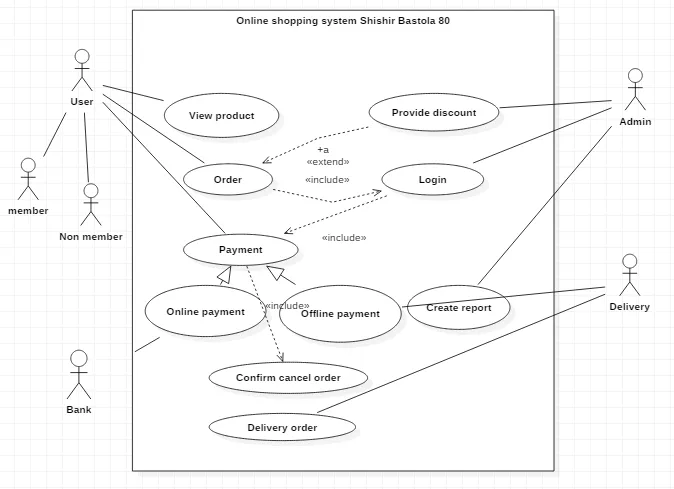 Online shopping system Shishir Bastola 80
User
View product
Provide discount
Admin
+a
«extend»
Order
«include»
Login
member
Non member
«include»
Payment
Online payment
«include»
Offline payment
Create report
Delivery
Confirm cancel order
Bank
Delivery order